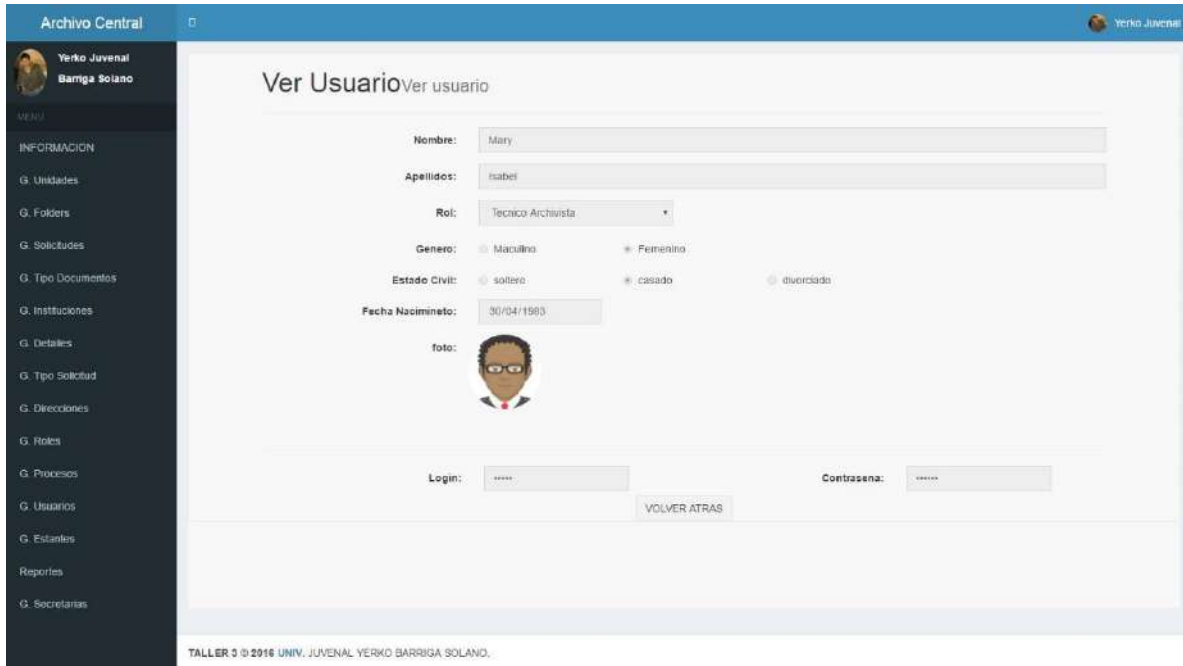 Archivo Central
Yerko Juvenal
Yerko Juvenal
Barriga Solano
MENU
INFORMACION
G. Unidades
G. Folders
G. Solicitudes
G. Tipo Documentos
G. Instituciones
G. Detalles
G. Tipo Solicitud
G. Direcciones
G. Roles
G. Procesos
G. Usuarios
G. Estantes
Reportes
G. Secretarias
Ver Usuario Ver usuario
Nombre: Mary
Apellidos: Isabel
Rol: Tecnico Archivista
Genero: Maculino Femenino
Estado Civil: soltero casado divorciado
Fecha Nacimineto: 30/04/1983
foto:
Login: ••••• Contrasena: ••••••
VOLVER ATRAS
TALLER 3 © 2016 UNIV. JUVENAL YERKO BARRIGA SOLANO.